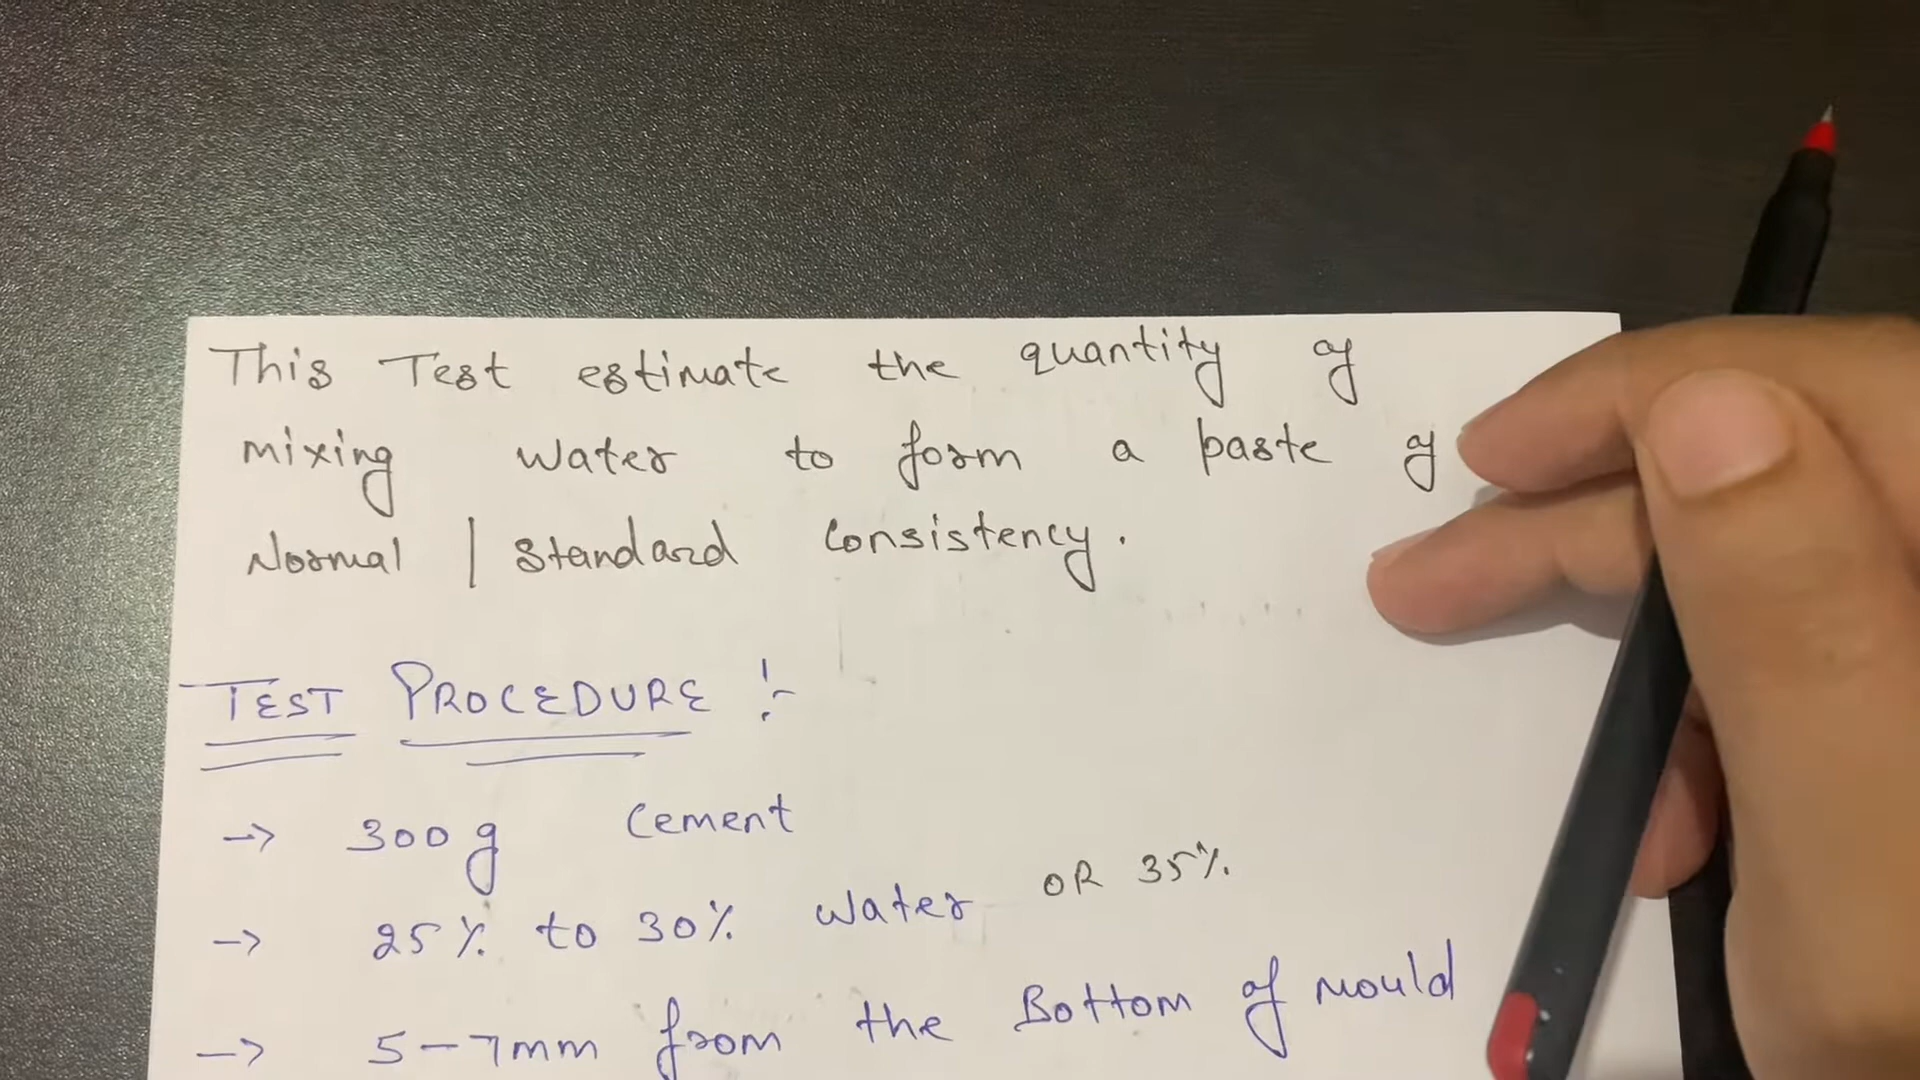 This Test estimate the quantity of
mixing water to form a paste of
Normal | Standard Consistency.
TEST PROCEDURE :-
-> 300 g Cement
-> 25% to 30% water OR 35%
-> 5-7mm from the Bottom of mould